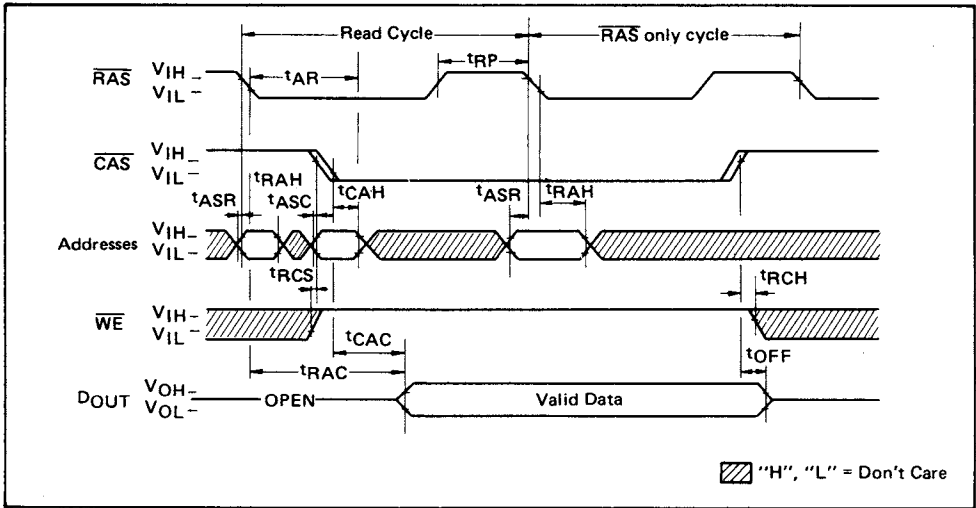 Read Cycle RAS only cycle
RAS VIH VIL tAR tRP
CAS VIH VIL
tRAH
tASR tASC tCAH tASR tRAH
Addresses VIH VIL
tRCS tRCH
WE VIH VIL
tCAC tOFF
tRAC
DOUT VOH VOL OPEN Valid Data
"H", "L" = Don't Care